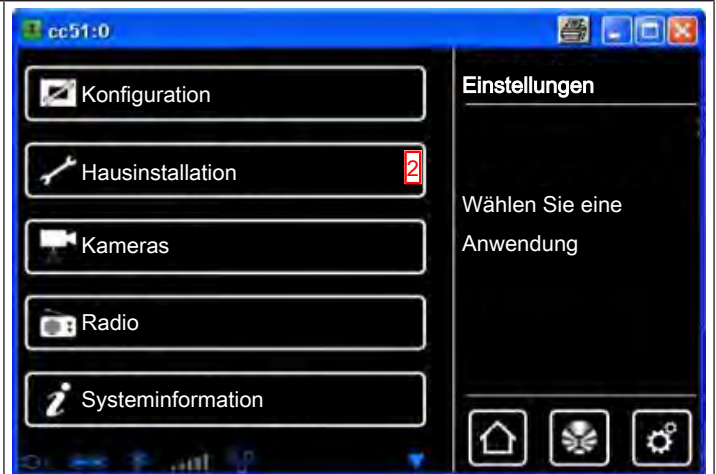 cc51:0
Konfiguration
Hausinstallation 2
Kameras
Radio
Systeminformation
Einstellungen
Wählen Sie eine
Anwendung